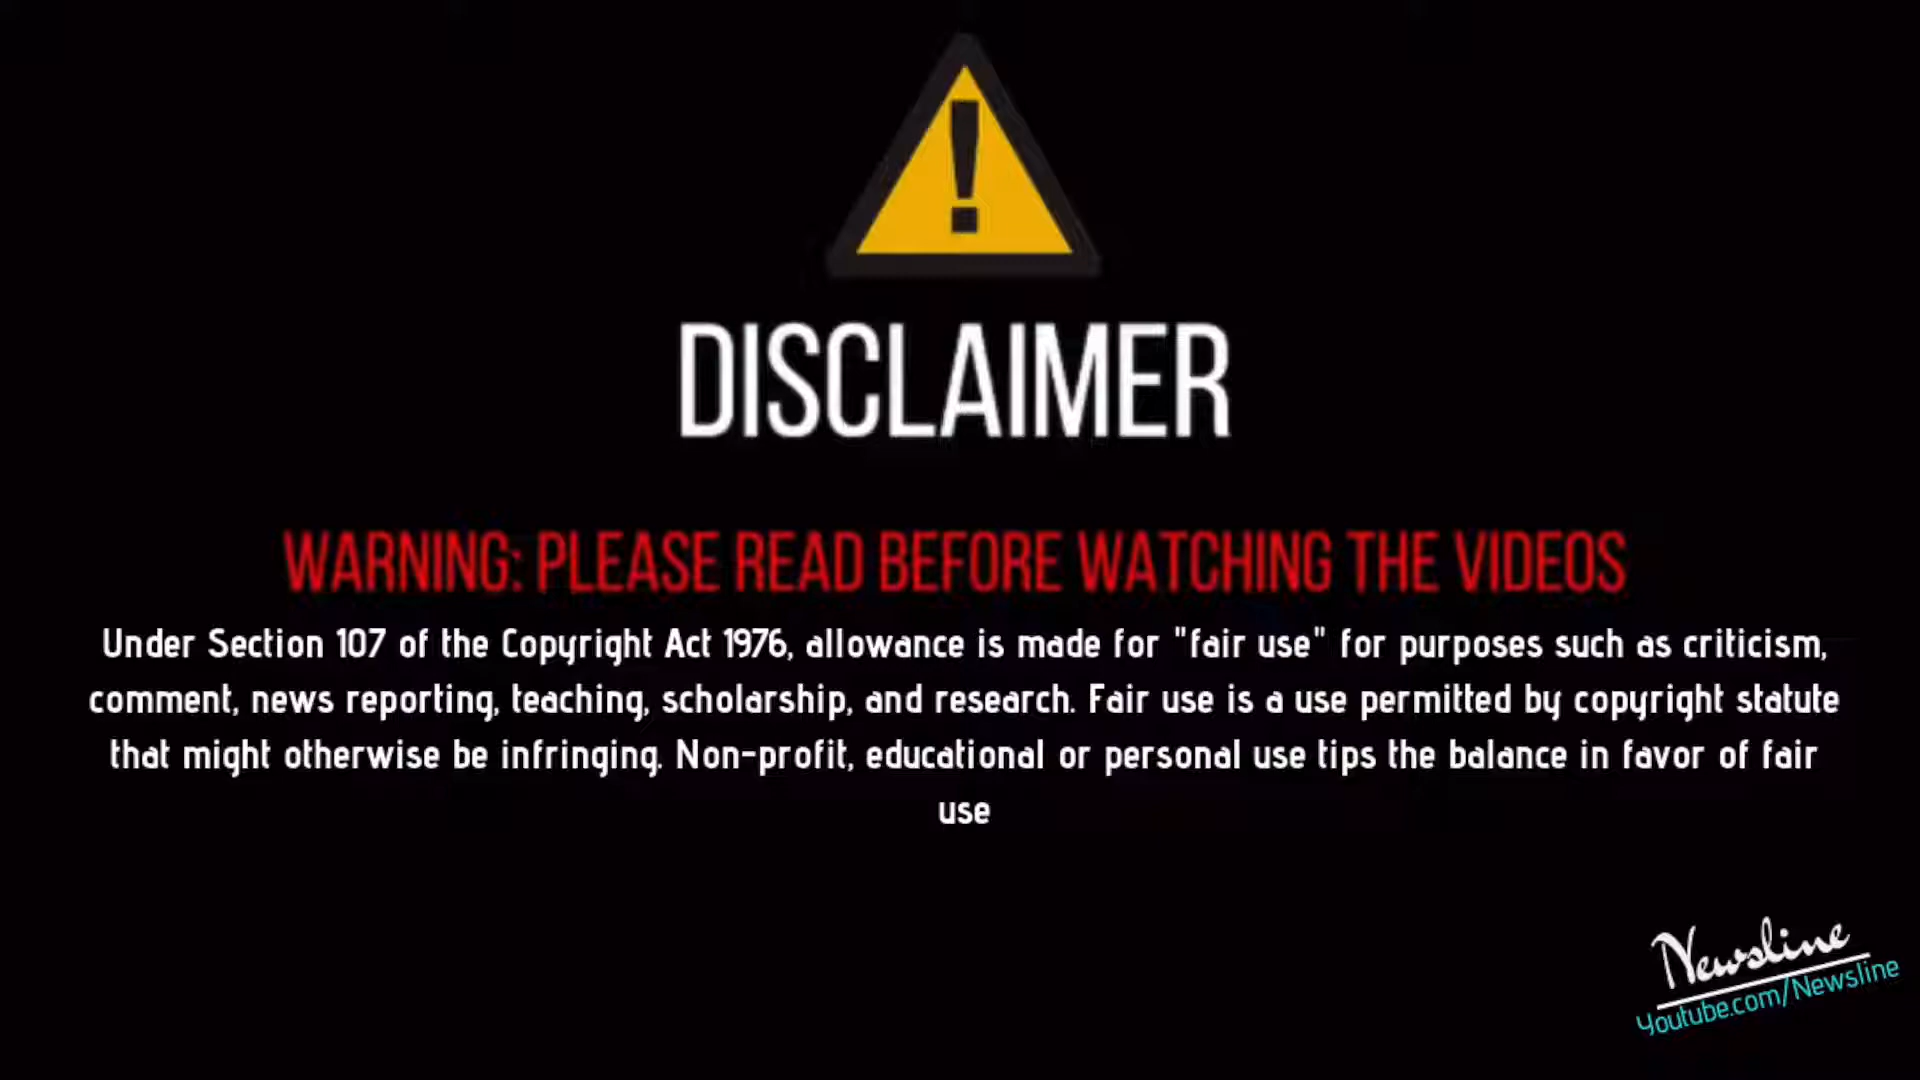 !
DISCLAIMER
WARNING: PLEASE READ BEFORE WATCHING THE VIDEOS
Under Section 107 of the Copyright Act 1976, allowance is made for "fair use" for purposes such as criticism,
comment, news reporting, teaching, scholarship, and research. Fair use is a use permitted by copyright statute
that might otherwise be infringing. Non-profit, educational or personal use tips the balance in favor of fair
use
Newsline
Youtube.com/Newsline